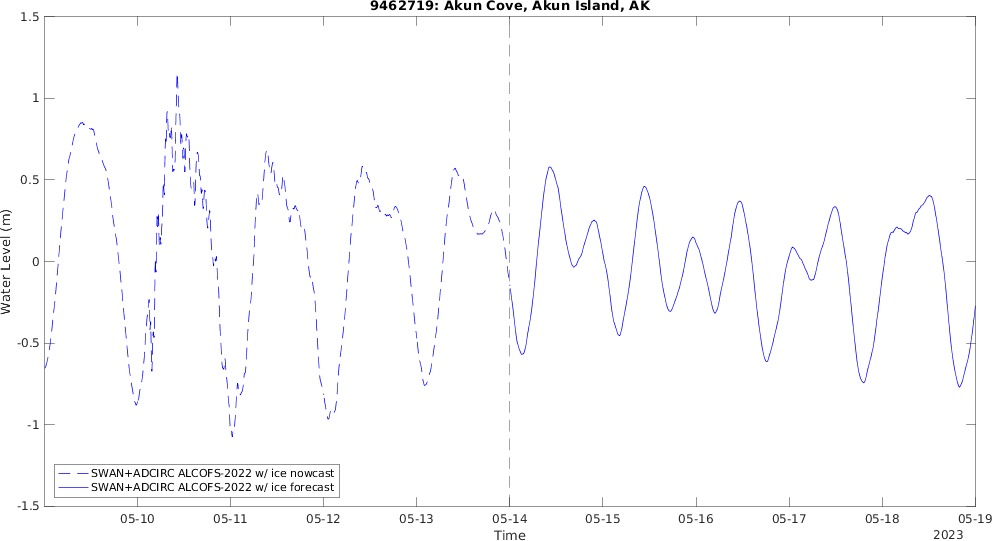 9462719: Akun Cove, Akun Island, AK
1.5
1
0.5
0
-0.5
-1
-1.5
Water Level (m)
SWAN+ADCIRC ALCOFS-2022 w/ ice nowcast
SWAN+ADCIRC ALCOFS-2022 w/ ice forecast
05-10 05-11 05-12 05-13 05-14 05-15 05-16 05-17 05-18 05-19
Time
2023